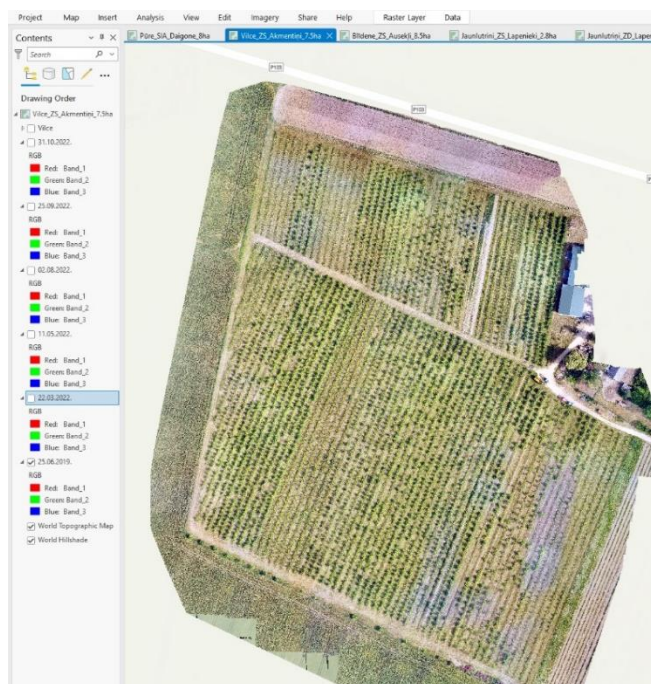 Project Map Insert Analysis View Edit Imagery Share Help Raster Layer Data
Contents
Pūre_SIA_Daigone_8ha Vilce_ZS_Akmentiņi_7.5ha Blīdene_ZS_Ausekļi_8.5ha Jaunlutriņi_ZS_Lapenieki_2.8ha
Search
Drawing Order
Vilce_ZS_Akmentiņi_7.5ha
Vilce
31.10.2022.
RGB
Red: Band_1
Green: Band_2
Blue: Band_3
25.09.2022.
RGB
Red: Band_1
Green: Band_2
Blue: Band_3
02.08.2022.
RGB
Red: Band_1
Green: Band_2
Blue: Band_3
11.05.2022.
RGB
Red: Band_1
Green: Band_2
Blue: Band_3
22.03.2022.
RGB
Red: Band_1
Green: Band_2
Blue: Band_3
25.06.2019.
RGB
Red: Band_1
Green: Band_2
Blue: Band_3
World Topographic Map
World Hillshade
P103
P103